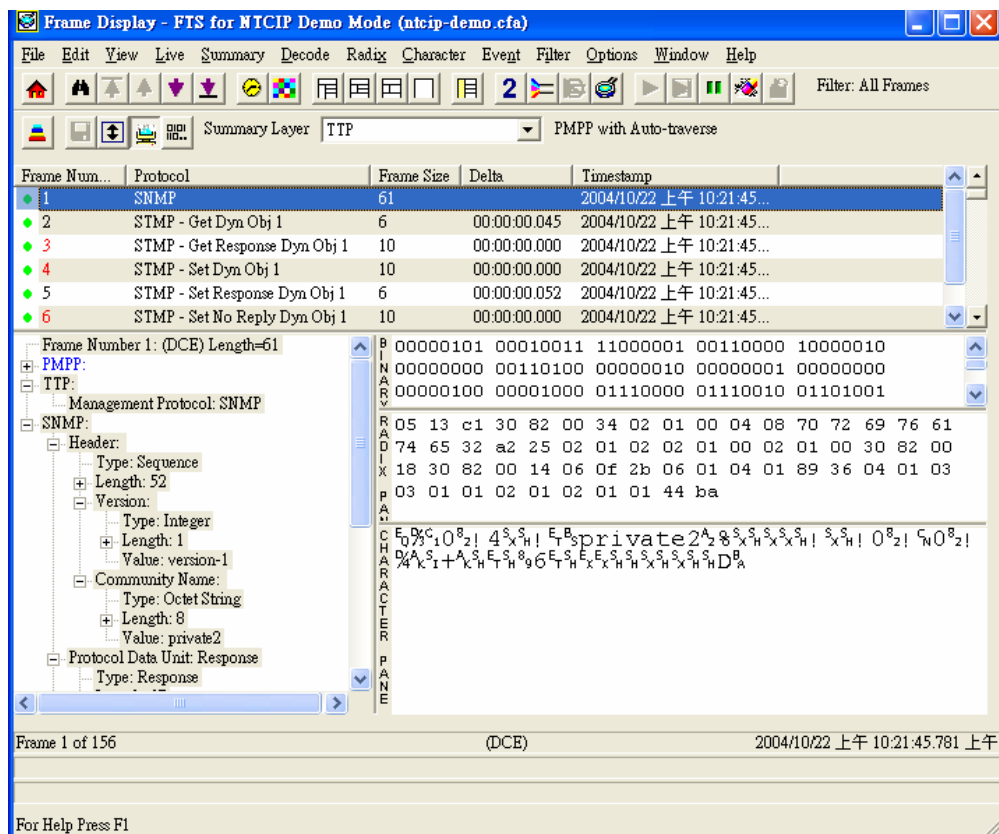 Frame Display - FTS for NTCIP Demo Mode (ntcip-demo.cfa)
File Edit View Live Summary Decode Radix Character Event Filter Options Window Help
Filter: All Frames
Summary Layer TTP PMPP with Auto-traverse
Frame Num... Protocol Frame Size Delta Timestamp
1 SNMP 61 2004/10/22 上午 10:21:45...
2 STMP - Get Dyn Obj 1 6 00:00:00.045 2004/10/22 上午 10:21:45...
3 STMP - Get Response Dyn Obj 1 10 00:00:00.000 2004/10/22 上午 10:21:45...
4 STMP - Set Dyn Obj 1 10 00:00:00.000 2004/10/22 上午 10:21:45...
5 STMP - Set Response Dyn Obj 1 6 00:00:00.052 2004/10/22 上午 10:21:45...
6 STMP - Set No Reply Dyn Obj 1 10 00:00:00.000 2004/10/22 上午 10:21:45...
Frame Number 1: (DCE) Length=61
PMPP:
TTP:
Management Protocol: SNMP
SNMP:
Header:
Type: Sequence
Length: 52
Version:
Type: Integer
Length: 1
Value: version-1
Community Name:
Type: Octet String
Length: 8
Value: private2
Protocol Data Unit: Response
Type: Response
BINARY
00000101 00010011 11000001 00110000 10000010
00000000 00110100 00000010 00000001 00000000
00000100 00001000 01110000 01110010 01101001
RADIX PAN
05 13 c1 30 82 00 34 02 01 00 04 08 70 72 69 76 61
74 65 32 a2 25 02 01 02 02 01 00 02 01 00 30 82 00
18 30 82 00 14 06 0f 2b 06 01 04 01 89 36 04 01 03
03 01 01 02 01 02 01 01 44 ba
CHARACTER PANE
private2
Frame 1 of 156 (DCE) 2004/10/22 上午 10:21:45.781 上午
For Help Press F1